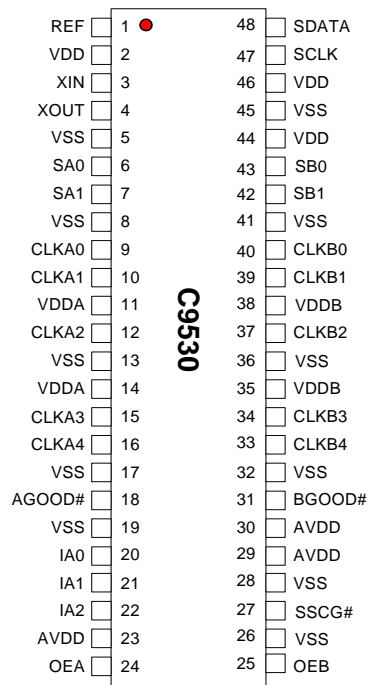 REF 1 48 SDATA
VDD 2 47 SCLK
XIN 3 46 VDD
XOUT 4 45 VSS
VSS 5 44 VDD
SA0 6 43 SB0
SA1 7 42 SB1
VSS 8 41 VSS
CLKA0 9 40 CLKB0
CLKA1 10 39 CLKB1
VDDA 11 38 VDDB
CLKA2 12 37 CLKB2
VSS 13 36 VSS
VDDA 14 35 VDDB
CLKA3 15 34 CLKB3
CLKA4 16 33 CLKB4
VSS 17 32 VSS
AGOOD# 18 31 BGOOD#
VSS 19 30 AVDD
IA0 20 29 AVDD
IA1 21 28 VSS
IA2 22 27 SSCG#
AVDD 23 26 VSS
OEA 24 25 OEB
C9530